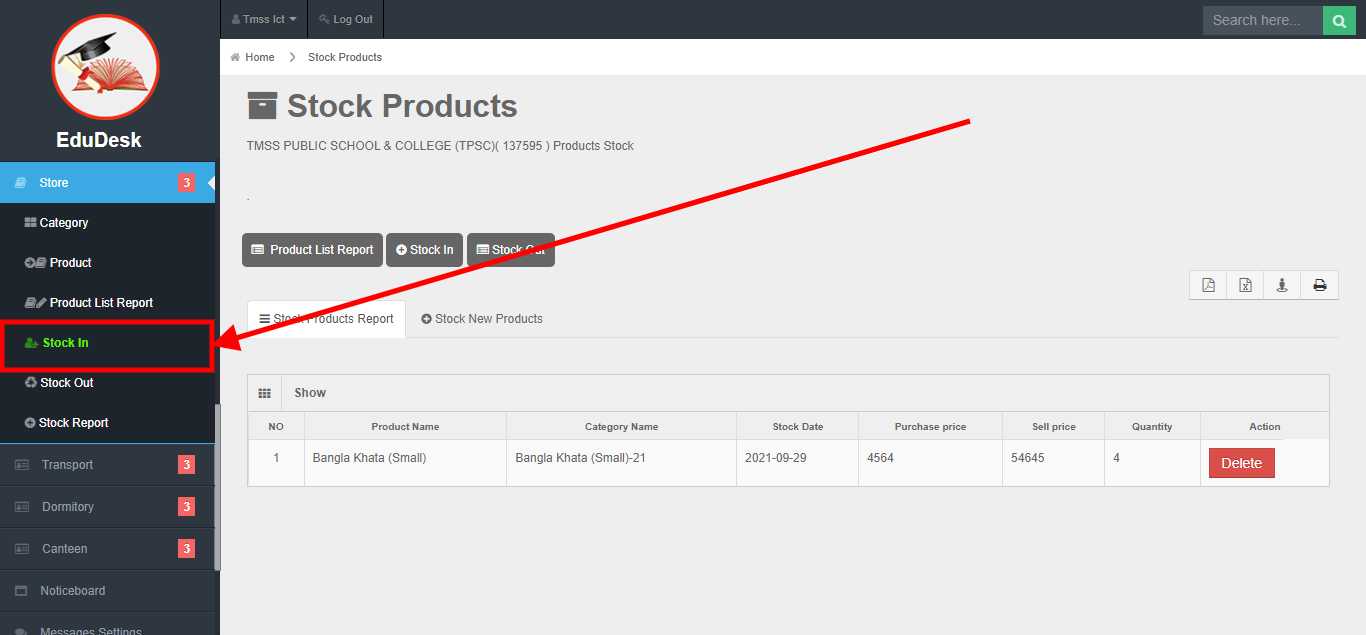 Tmss Ict
Log Out
Search here...
EduDesk
Home
Stock Products
Stock Products
TMSS PUBLIC SCHOOL & COLLEGE (TPSC)( 137595 ) Products Stock
.
Store 3
Category
Product
Product List Report
Stock In
Stock Out
Stock Report
Transport 3
Dormitory 3
Canteen 3
Noticeboard
Messages Settings
Product List Report
Stock In
Stock Out
Stock Products Report
Stock New Products
Show
NO Product Name Category Name Stock Date Purchase price Sell price Quantity Action
1 Bangla Khata (Small) Bangla Khata (Small)-21 2021-09-29 4564 54645 4 Delete